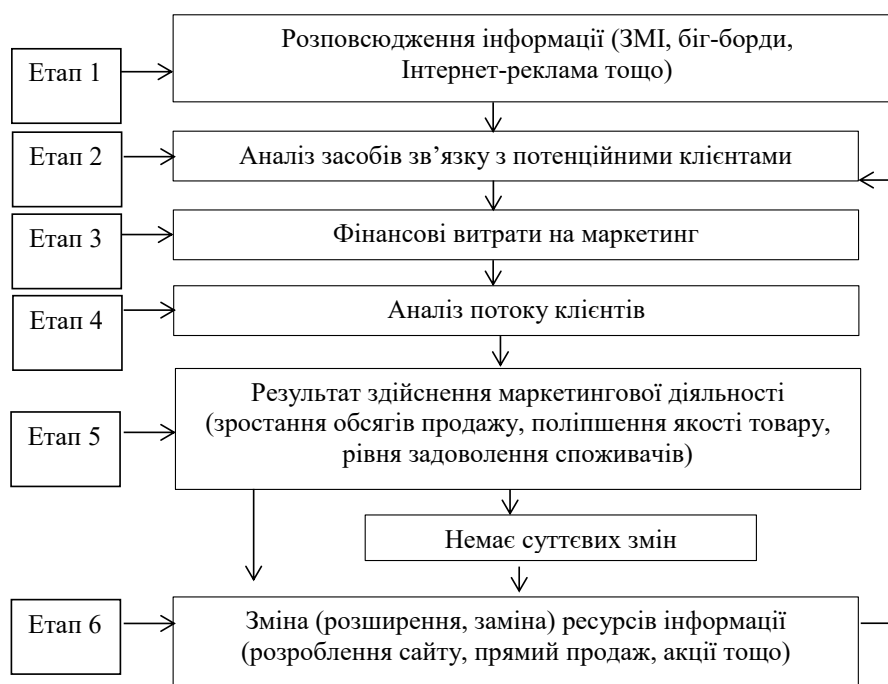 Етап 1
Розповсюдження інформації (ЗМІ, біг-борди,
Інтернет-реклама тощо)
Етап 2
Аналіз засобів зв’язку з потенційними клієнтами
Етап 3
Фінансові витрати на маркетинг
Етап 4
Аналіз потоку клієнтів
Етап 5
Результат здійснення маркетингової діяльності
(зростання обсягів продажу, поліпшення якості товару,
рівня задоволення споживачів)
Немає суттєвих змін
Етап 6
Зміна (розширення, заміна) ресурсів інформації
(розроблення сайту, прямий продаж, акції тощо)